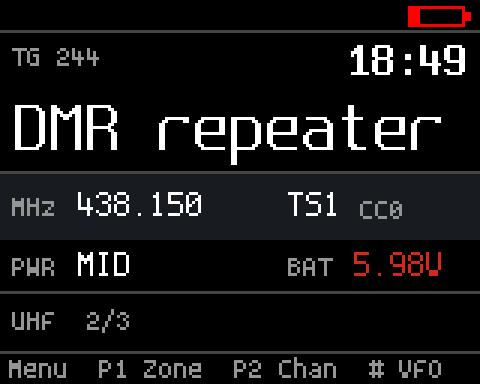 TG 244 18:49
DMR repeater
MHz 438.150 TS1 CC0
PWR MID BAT 5.98V
UHF 2/3
Menu P1 Zone P2 Chan # VFO